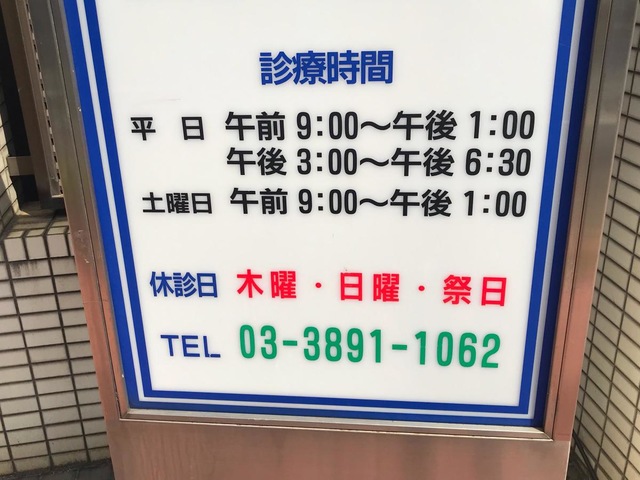 診療時間
平 日 午前 9:00〜午後 1:00
午後 3:00〜午後 6:30
土曜日 午前 9:00〜午後 1:00
休診日 木曜・日曜・祭日
TEL 03-3891-1062